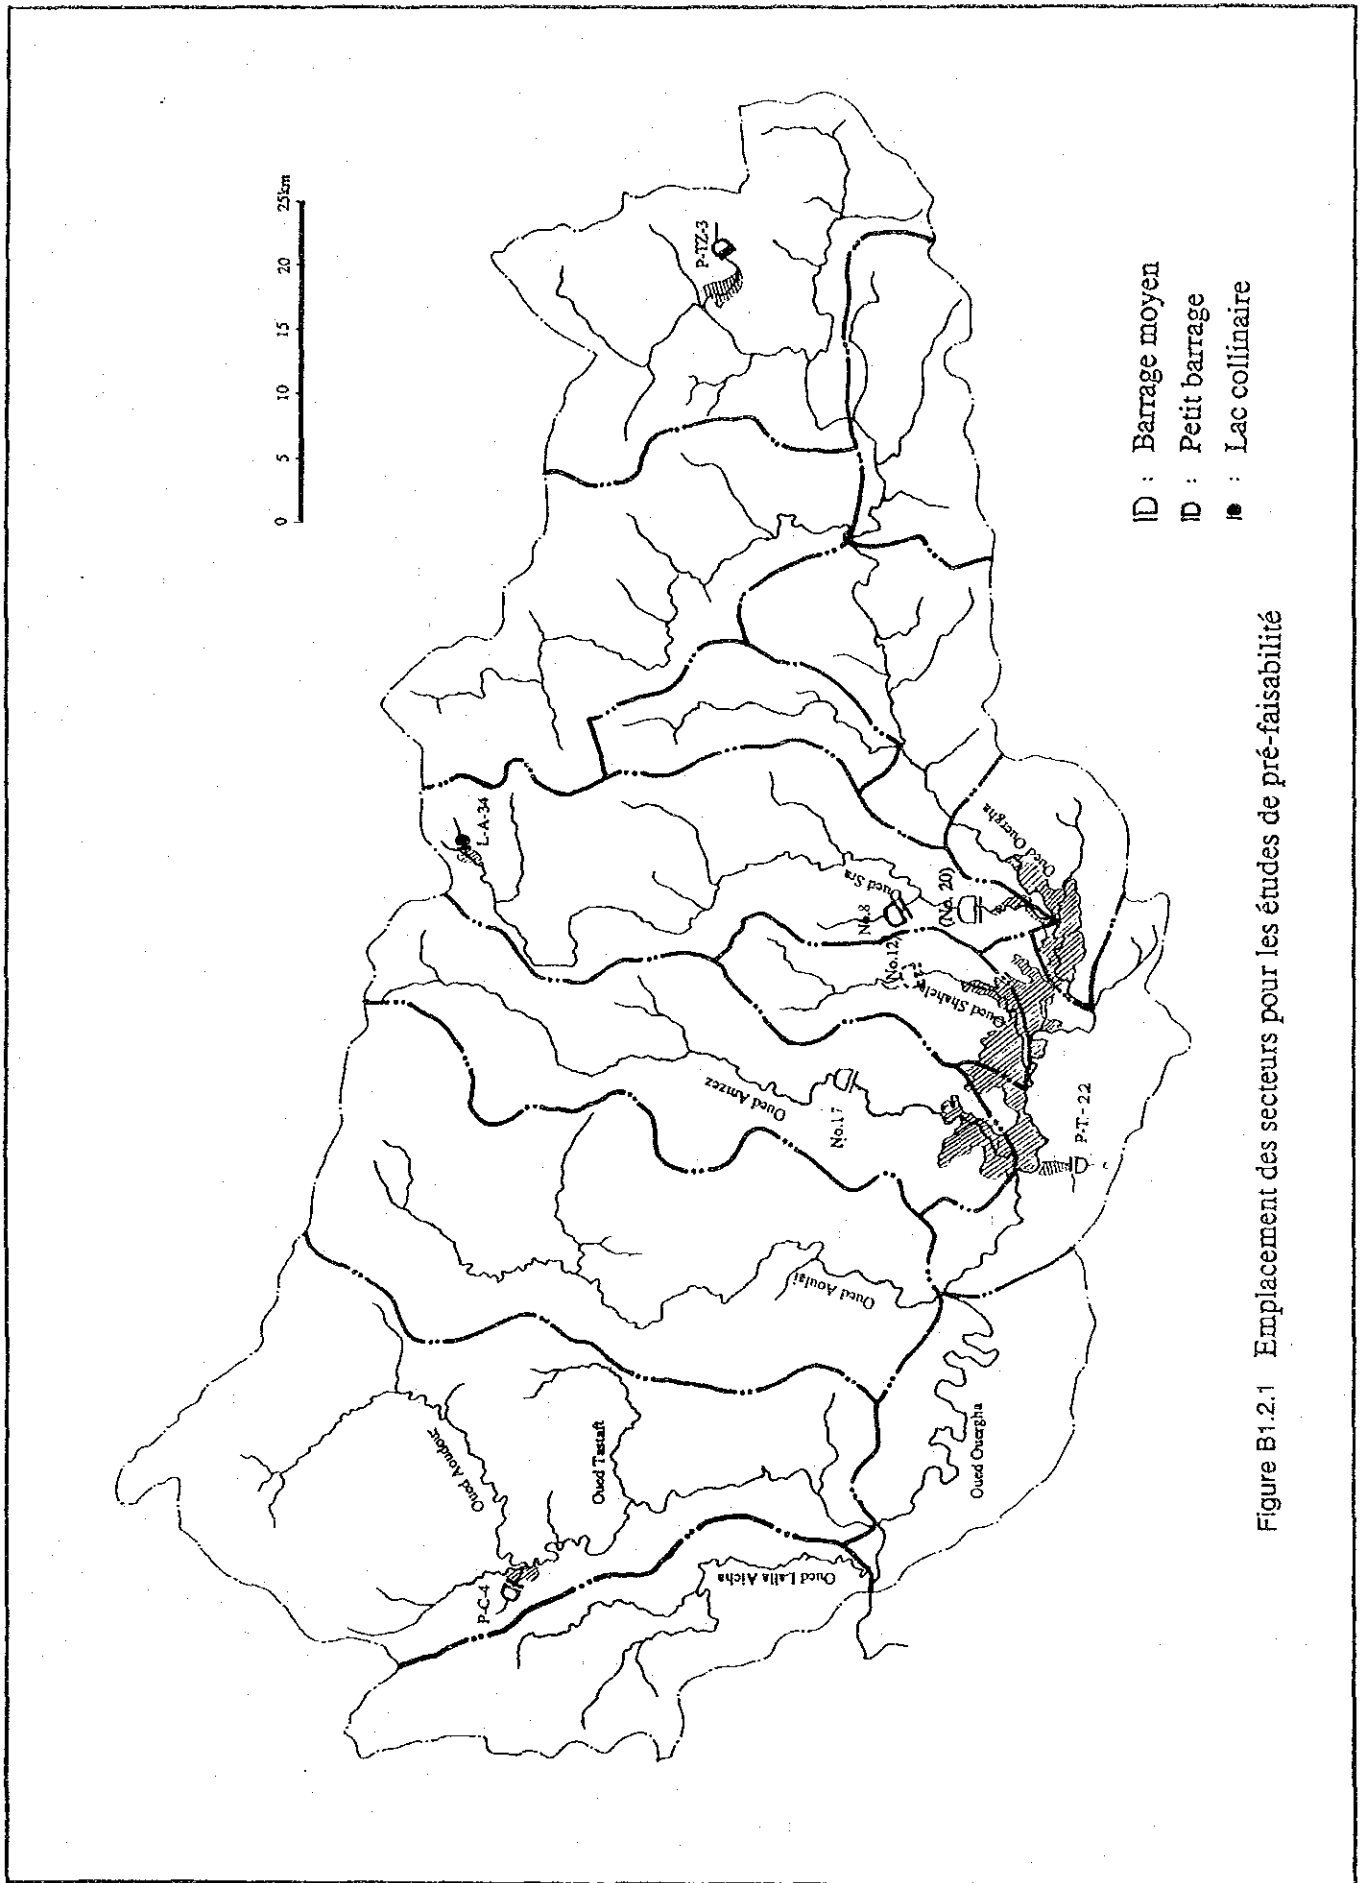 0 5 10 15 20 25km
P-TZ-3
L-A-34
Oued Ouergha
Oued Sra
(No. 20)
No.8
(No.12)
Oued Shahela
Oued Amzez
No.17
P-T-22
Oued Aoulai
Oued Aoudour
Oued Tastaft
Oued Ouergha
P-C-4
Oued Lalla Aicha
: Barrage moyen
: Petit barrage
: Lac collinaire
Figure B1.2.1 Emplacement des secteurs pour les études de pré-faisabilité